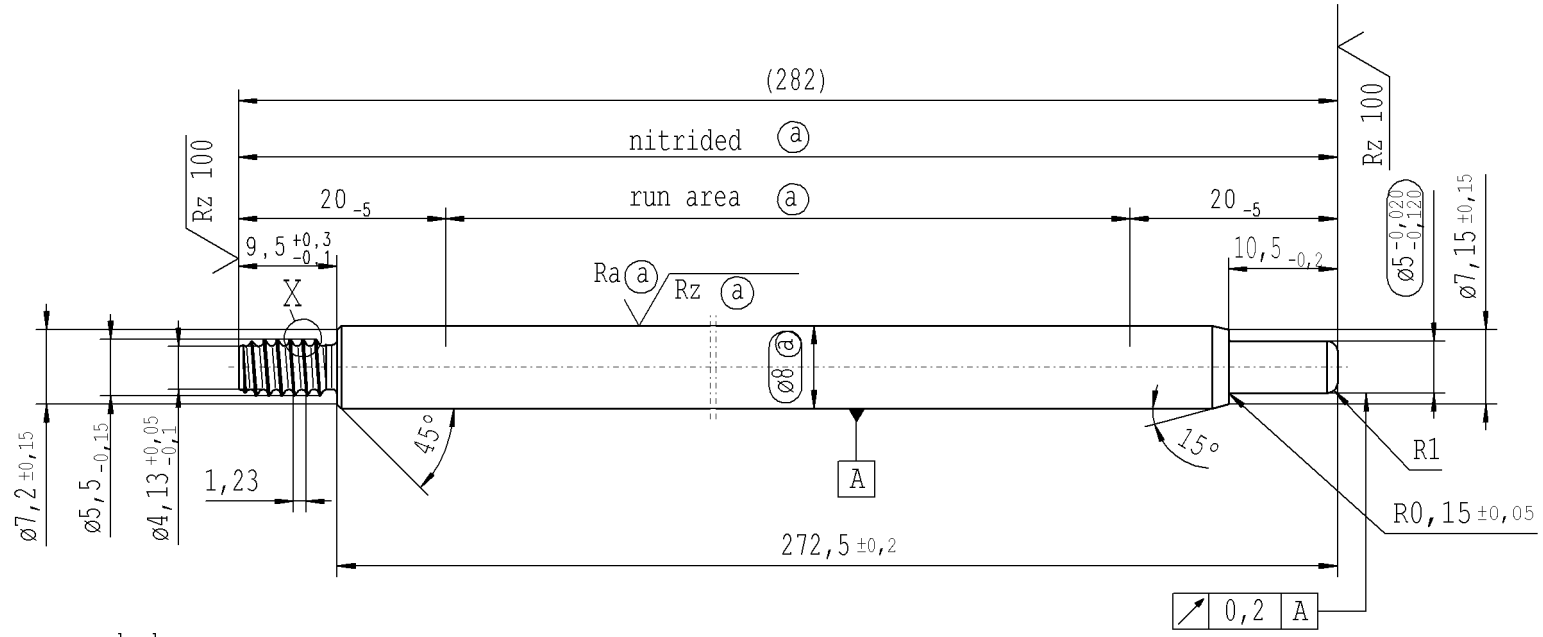 (282)
nitrided a
Rz 100
Rz 100
20 -5
run area a
20 -5
9,5 +0,3 -0,1
10,5 -0,2
ø5 -0,020 -0,120
ø7,15 ±0,15
X
Ra a
Rz a
ø8 a
ø7,2 ±0,15
ø5,5 -0,15
ø4,13 +0,05 -0,1
1,23
45°
A
15°
R1
R0,15 ±0,05
272,5 ±0,2
0,2 A